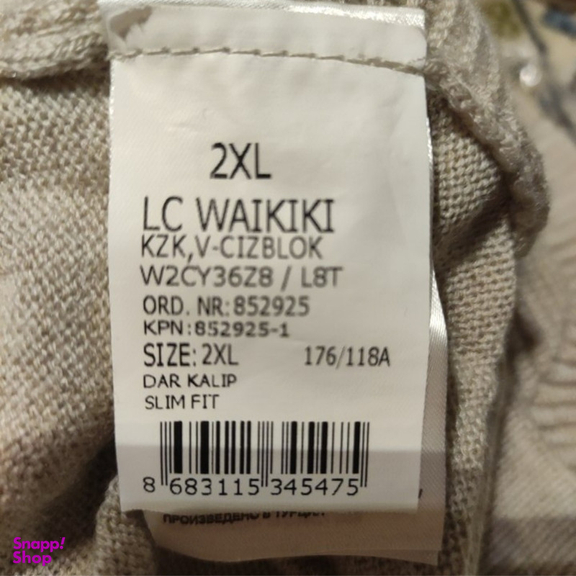 2XL
LC WAIKIKI
KZK,V-CIZBLOK
W2CY36Z8 / L8T
ORD. NR:852925
KPN:852925-1
SIZE: 2XL 176/118A
DAR KALIP
SLIM FIT
8 683115 345475
ПРОИЗВЕДЕНО В ТУРЦИИ
Snapp!
Shop